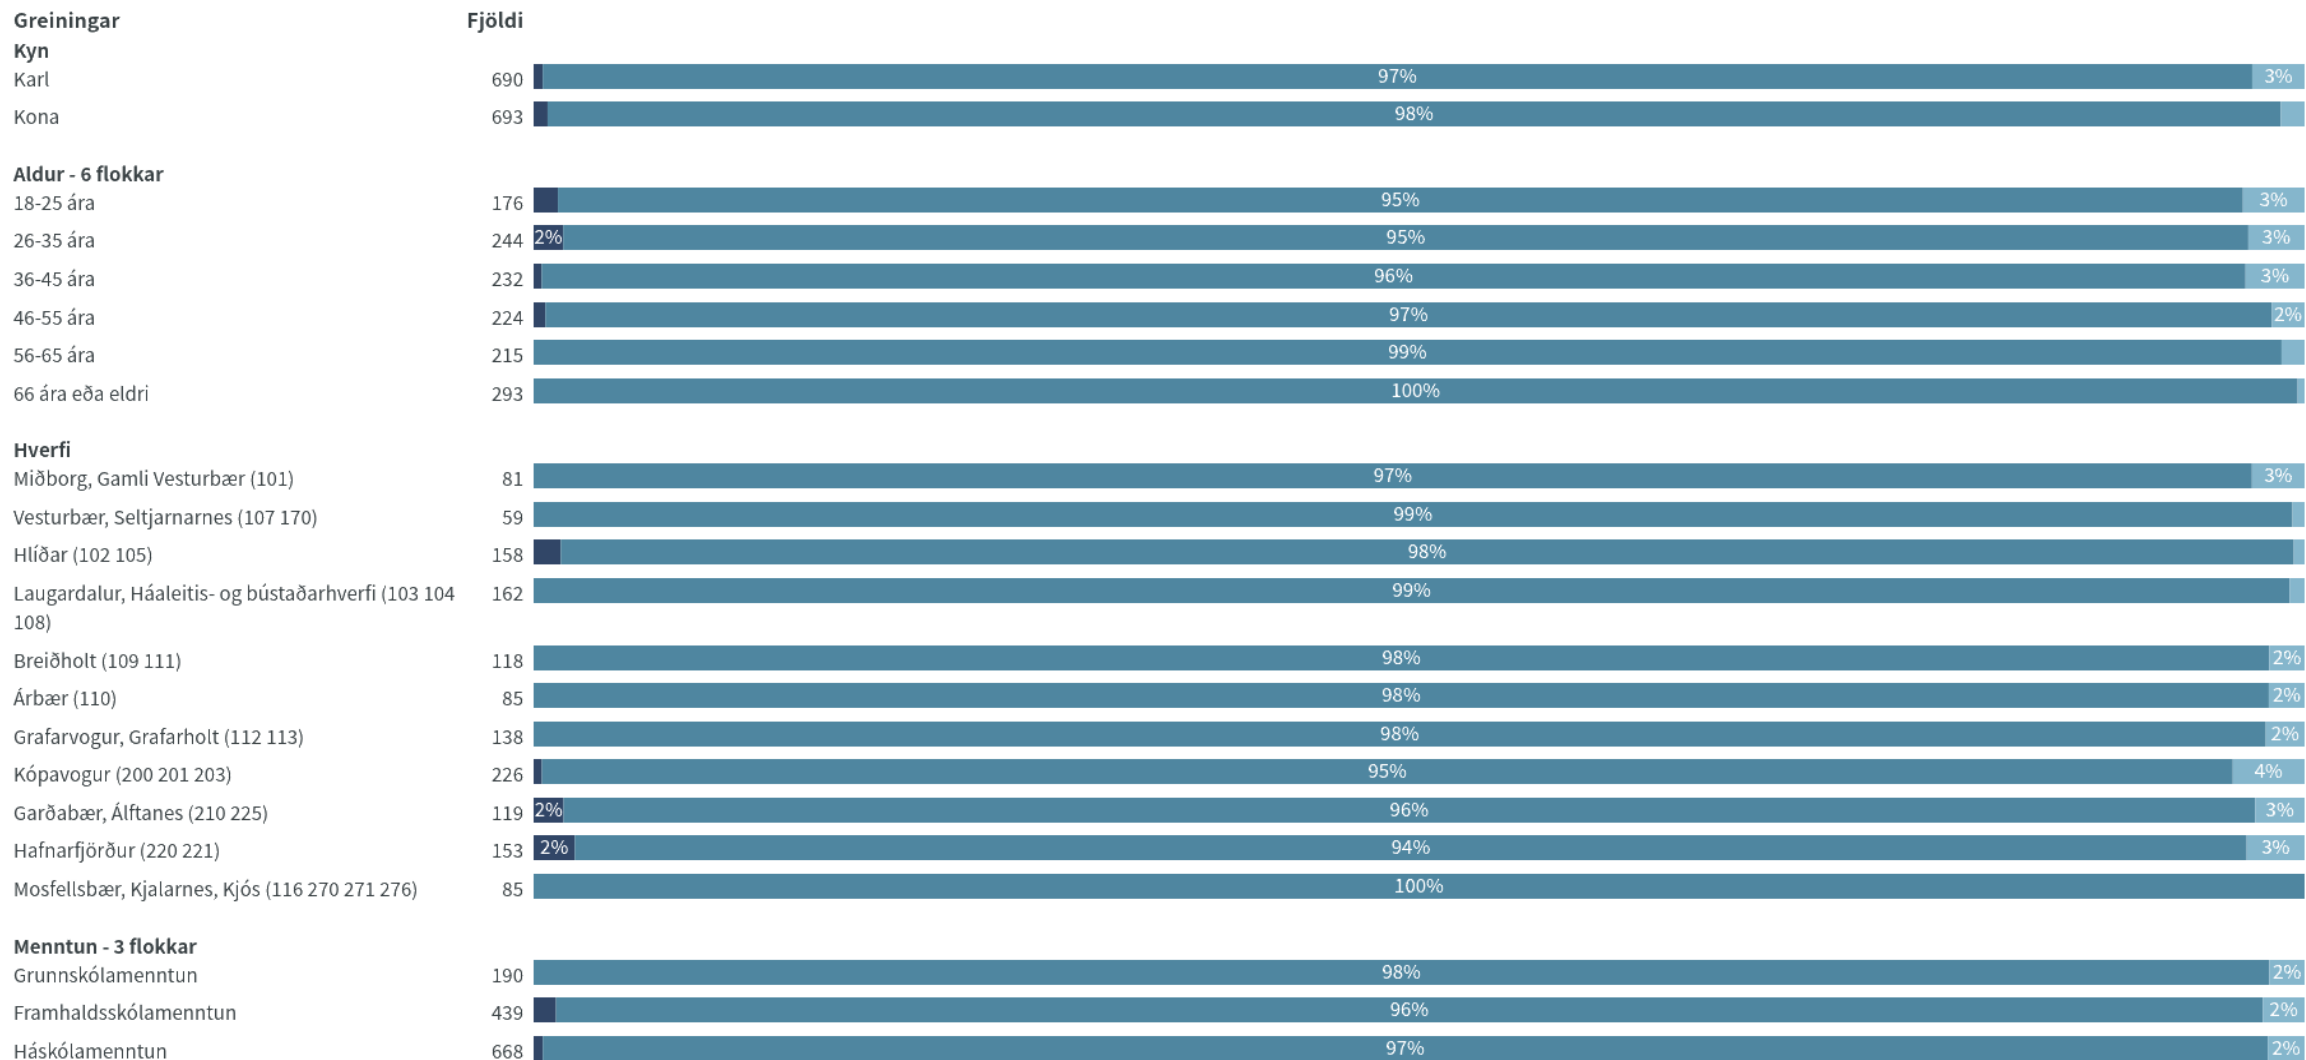 Greiningar Fjöldi
Kyn
Karl 690 97% 3%
Kona 693 98%
Aldur - 6 flokkar
18-25 ára 176 95% 3%
26-35 ára 244 2% 95% 3%
36-45 ára 232 96% 3%
46-55 ára 224 97% 2%
56-65 ára 215 99%
66 ára eða eldri 293 100%
Hverfi
Miðborg, Gamli Vesturbær (101) 81 97% 3%
Vesturbær, Seltjarnarnes (107 170) 59 99%
Hlíðar (102 105) 158 98%
Laugardalur, Háaleitis- og bústaðarhverfi (103 104 162 99%
108)
Breiðholt (109 111) 118 98% 2%
Árbær (110) 85 98% 2%
Grafarvogur, Grafarholt (112 113) 138 98% 2%
Kópavogur (200 201 203) 226 95% 4%
Garðabær, Álftanes (210 225) 119 2% 96% 3%
Hafnarfjörður (220 221) 153 2% 94% 3%
Mosfellsbær, Kjalarnes, Kjós (116 270 271 276) 85 100%
Menntun - 3 flokkar
Grunnskólamenntun 190 98% 2%
Framhaldsskólamenntun 439 96% 2%
Háskólamenntun 668 97% 2%